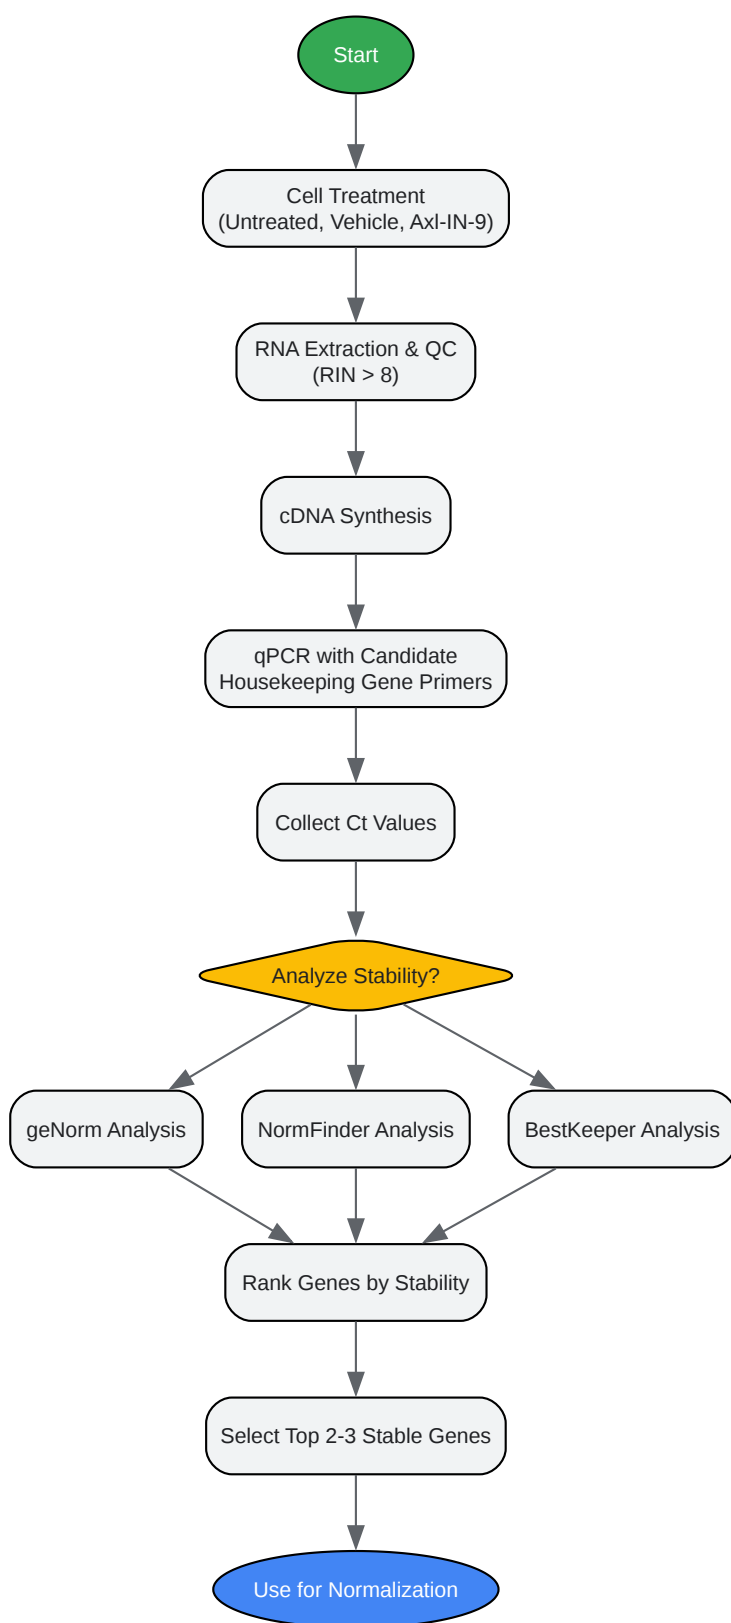 Start
Cell Treatment
(Untreated, Vehicle, Axl-IN-9)
RNA Extraction & QC
(RIN > 8)
cDNA Synthesis
qPCR with Candidate
Housekeeping Gene Primers
Collect Ct Values
Analyze Stability?
geNorm Analysis
NormFinder Analysis
BestKeeper Analysis
Rank Genes by Stability
Select Top 2-3 Stable Genes
Use for Normalization